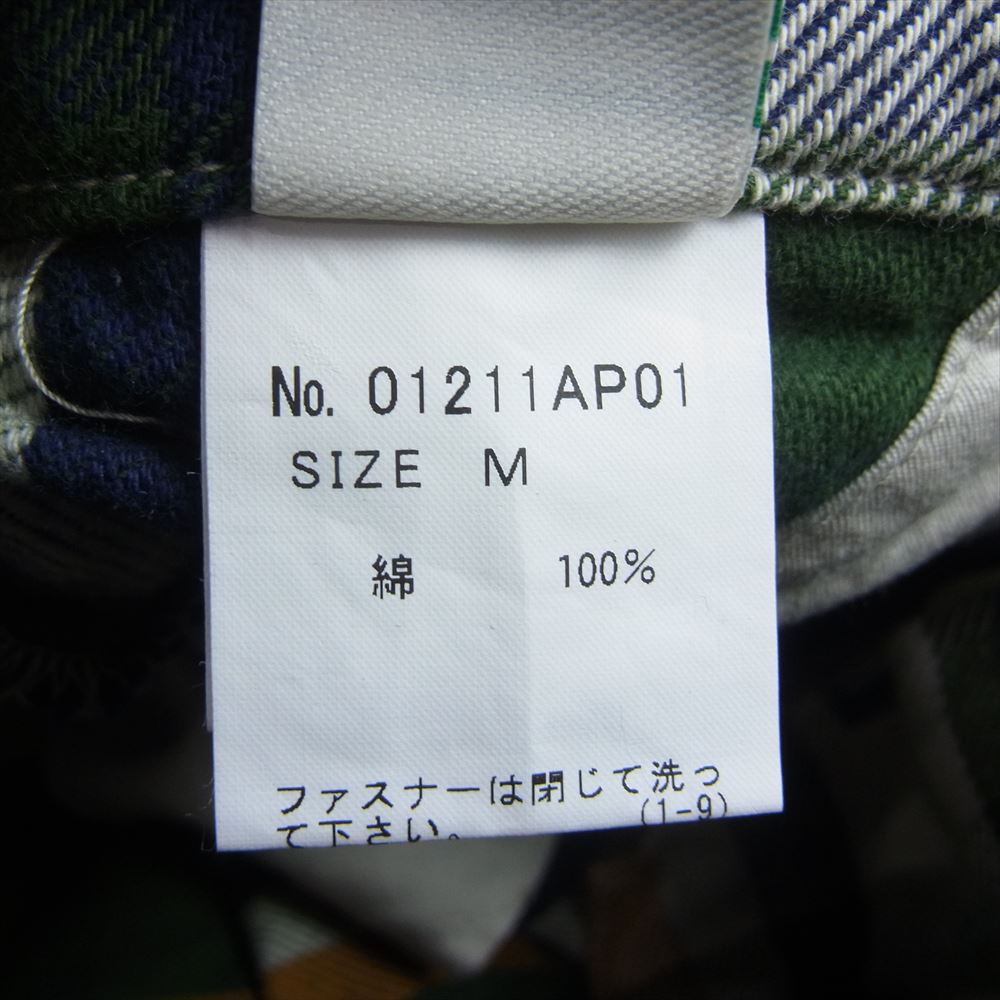 No. 01211AP01
SIZE M
綿 100%
ファスナーは閉じて洗っ
て下さい。 (1-9)